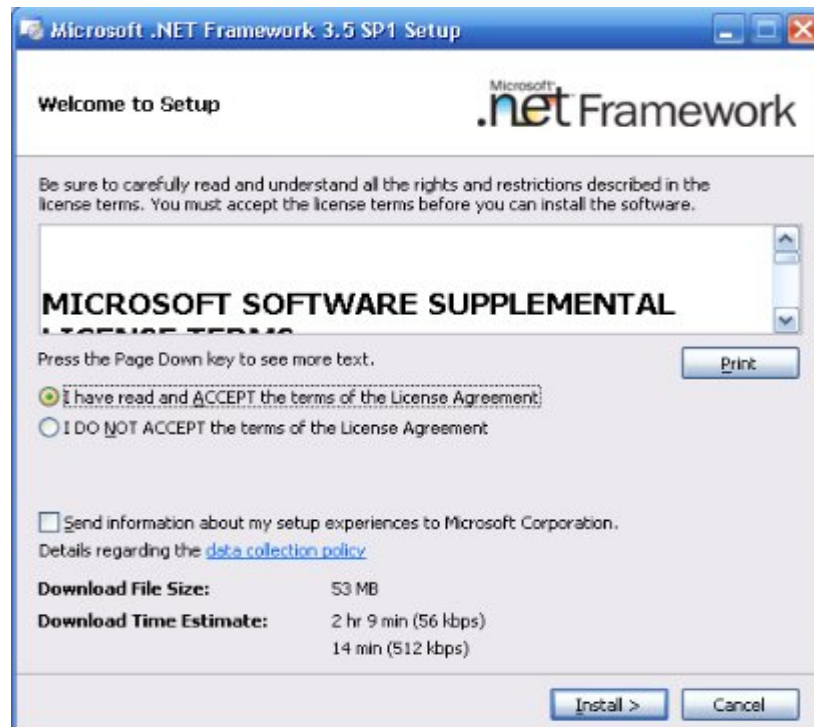 Microsoft .NET Framework 3.5 SP1 Setup
Welcome to Setup
Microsoft
.net Framework
Be sure to carefully read and understand all the rights and restrictions described in the
license terms. You must accept the license terms before you can install the software.
MICROSOFT SOFTWARE SUPPLEMENTAL
LICENSE TERMS
Press the Page Down key to see more text.
Print
I have read and ACCEPT the terms of the License Agreement
I DO NOT ACCEPT the terms of the License Agreement
Send information about my setup experiences to Microsoft Corporation.
Details regarding the data collection policy
Download File Size: 53 MB
Download Time Estimate: 2 hr 9 min (56 kbps)
14 min (512 kbps)
Install > Cancel